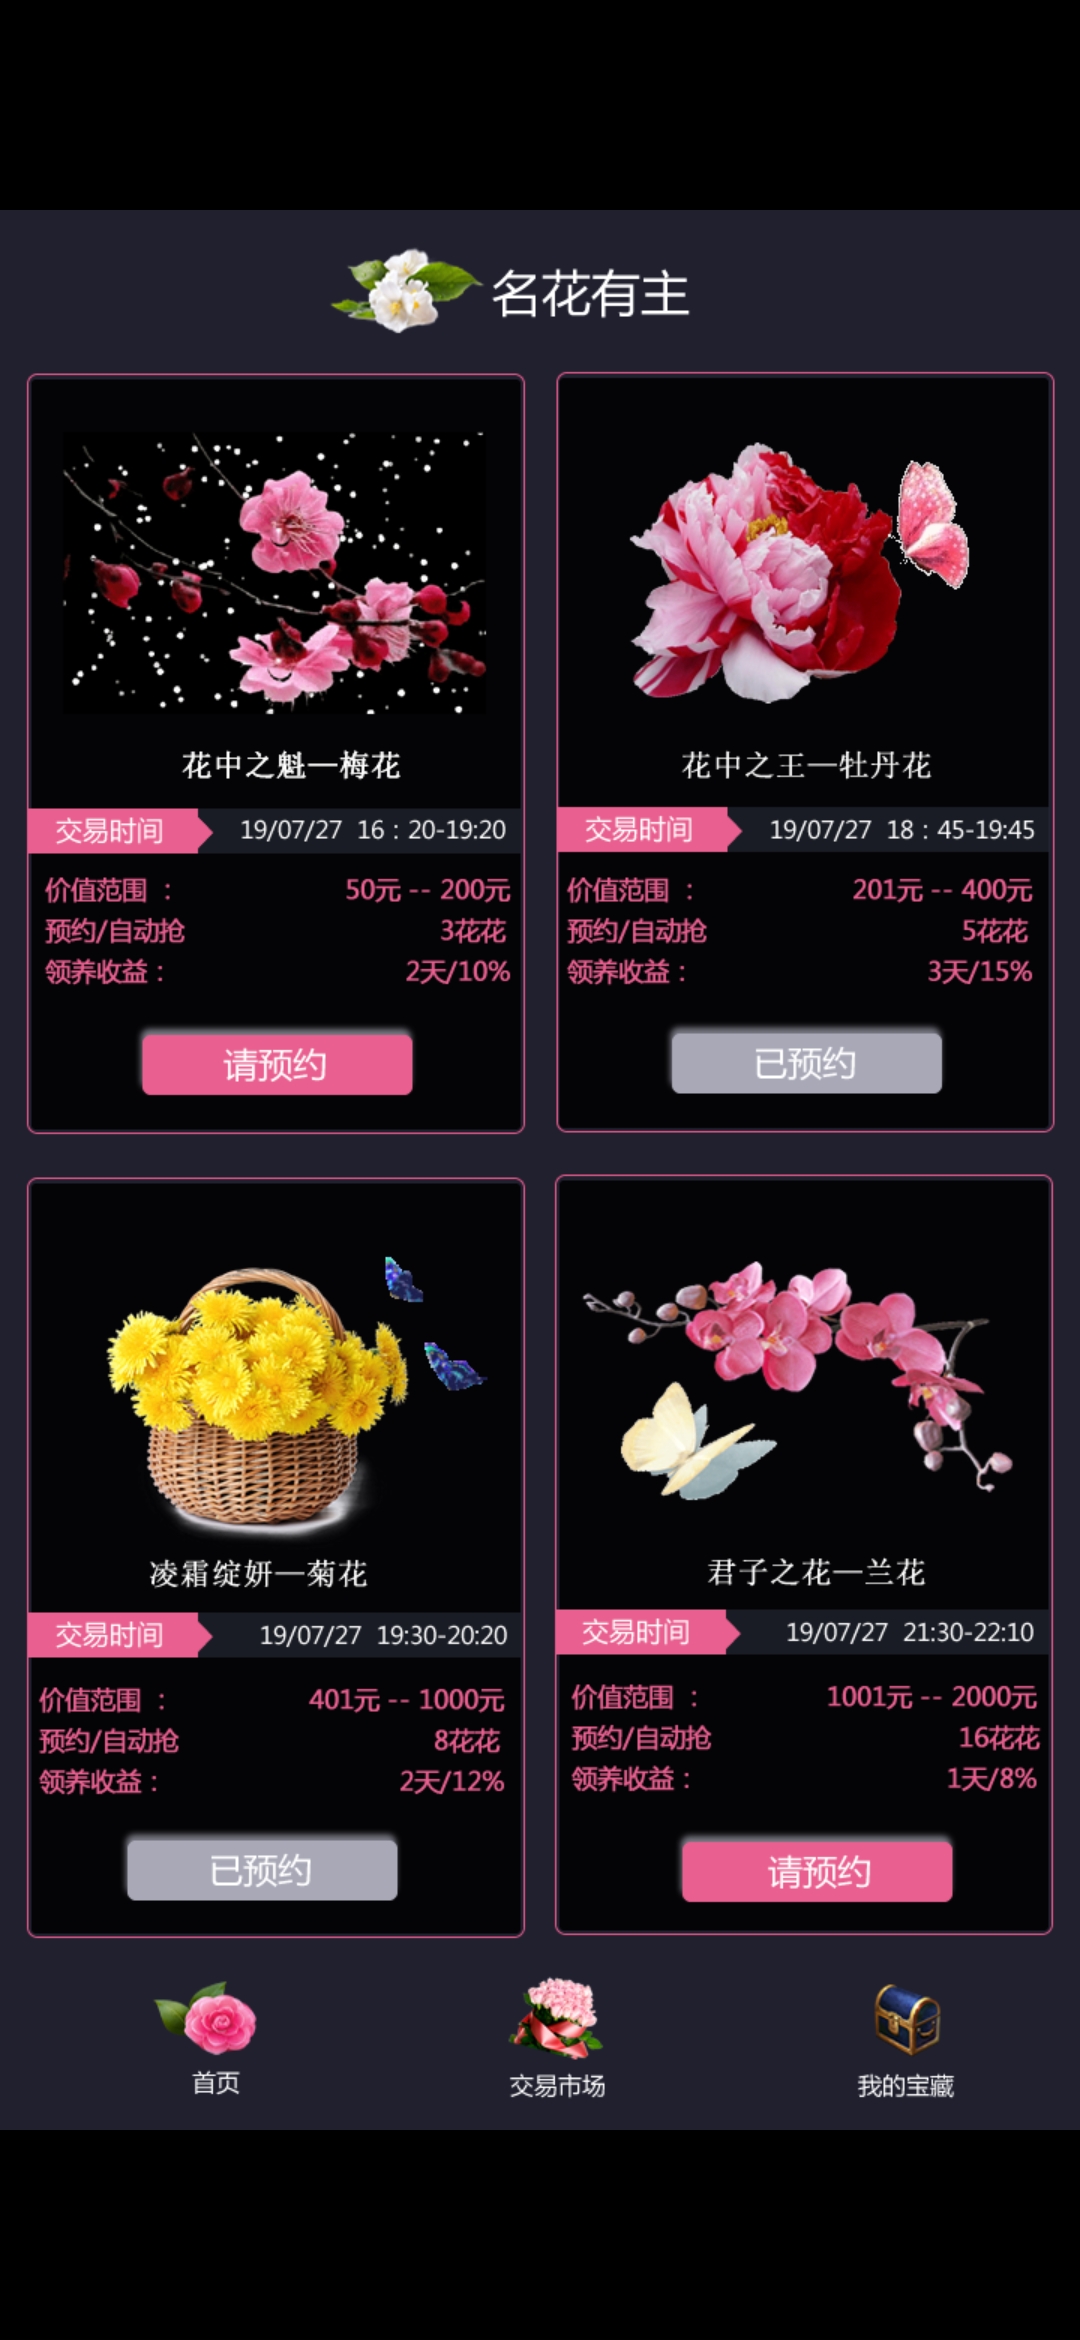 名花有主
花中之魁—梅花
交易时间 19/07/27 16：20-19:20
价值范围 ： 50元 -- 200元
预约/自动抢 3花花
领养收益： 2天/10%
请预约
花中之王—牡丹花
交易时间 19/07/27 18：45-19:45
价值范围 ： 201元 -- 400元
预约/自动抢 5花花
领养收益： 3天/15%
已预约
凌霜绽妍—菊花
交易时间 19/07/27 19:30-20:20
价值范围 ： 401元 -- 1000元
预约/自动抢 8花花
领养收益： 2天/12%
已预约
君子之花—兰花
交易时间 19/07/27 21:30-22:10
价值范围 ： 1001元 -- 2000元
预约/自动抢 16花花
领养收益： 1天/8%
请预约
首页
交易市场
我的宝藏